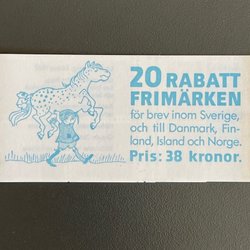 20 RABATT
FRIMÄRKEN
för brev inom Sverige,
och till Danmark, Fin-
land, Island och Norge.
Pris: 38 kronor.